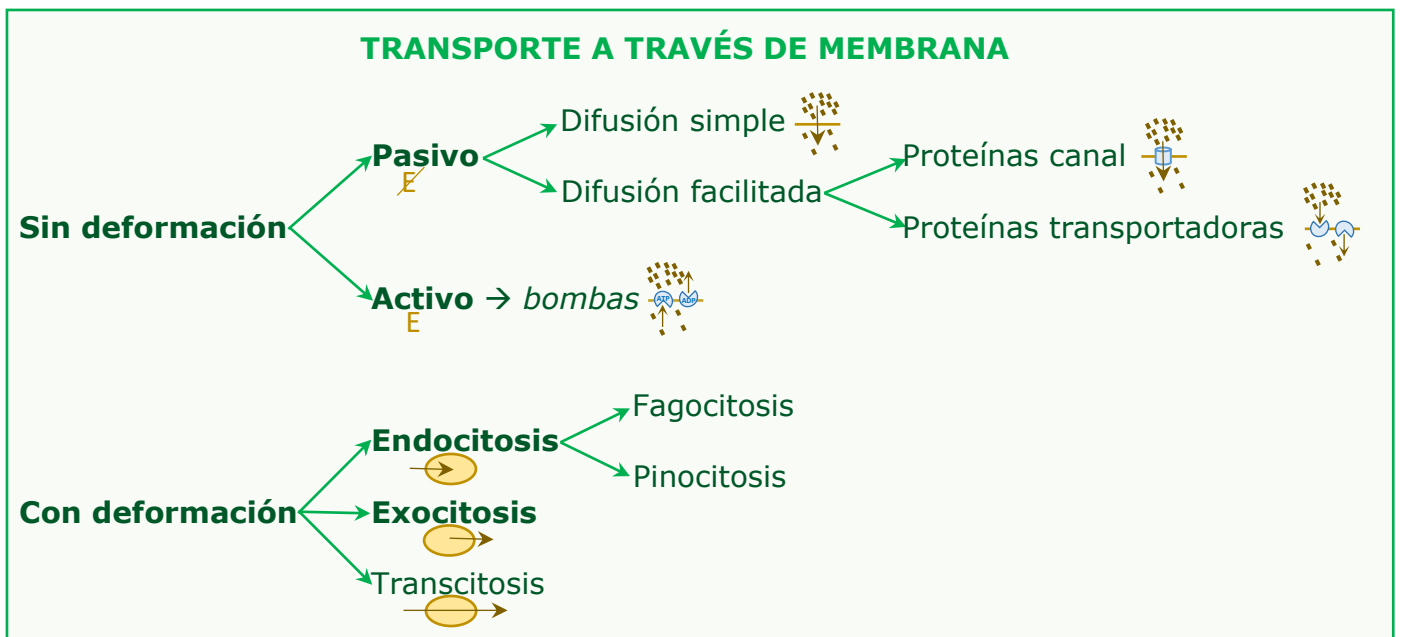 TRANSPORTE A TRAVÉS DE MEMBRANA
Difusión simple
Pasivo
E
Proteínas canal
Difusión facilitada
Sin deformación
Proteínas transportadoras
Activo → bombas
ATP
ADP
E
Fagocitosis
Endocitosis
Pinocitosis
Con deformación
Exocitosis
Transcitosis